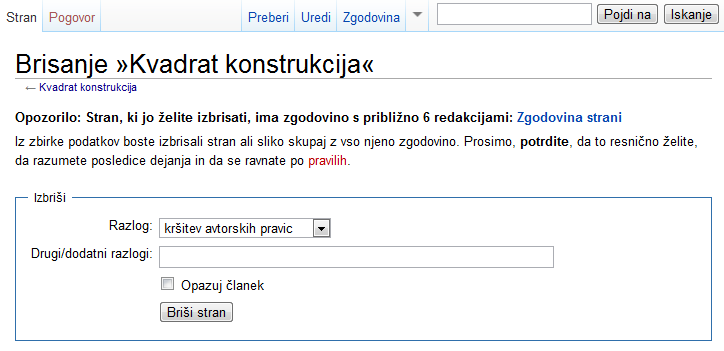 Stran Pogovor Preberi Uredi Zgodovina Pojdi na Iskanje
Brisanje »Kvadrat konstrukcija«
← Kvadrat konstrukcija
Opozorilo: Stran, ki jo želite izbrisati, ima zgodovino s približno 6 redakcijami: Zgodovina strani
Iz zbirke podatkov boste izbrisali stran ali sliko skupaj z vso njeno zgodovino. Prosimo, potrdite, da to resnično želite,
da razumete posledice dejanja in da se ravnate po pravilih.
Izbriši
Razlog: kršitev avtorskih pravic
Drugi/dodatni razlogi:
Opazuj članek
Briši stran